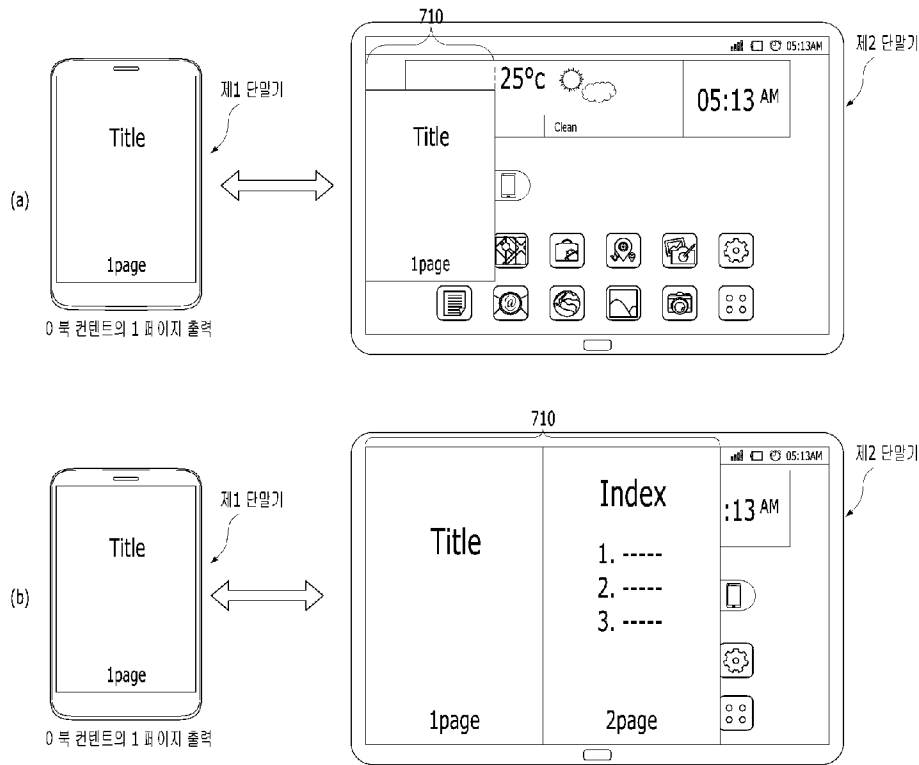 710
05:13AM
제2 단말기
제1 단말기
25°c
05:13 AM
Clean
Title
Title
(a)
1page
1page
@
0 북 컨텐트의 1 페이지 출력
710
05:13AM
제2 단말기
제1 단말기
Index
:13 AM
Title
Title
1. -----
2. -----
3. -----
(b)
1page
1page
2page
0 북 컨텐트의 1 페이지 출력